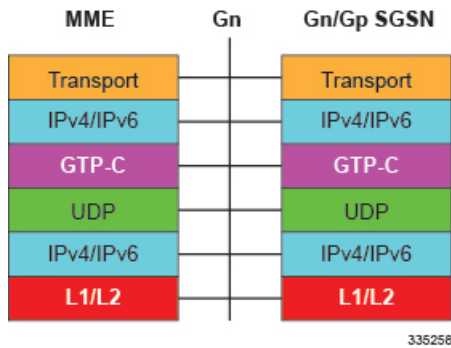 MME Gn Gn/Gp SGSN
Transport Transport
IPv4/IPv6 IPv4/IPv6
GTP-C GTP-C
UDP UDP
IPv4/IPv6 IPv4/IPv6
L1/L2 L1/L2
335258